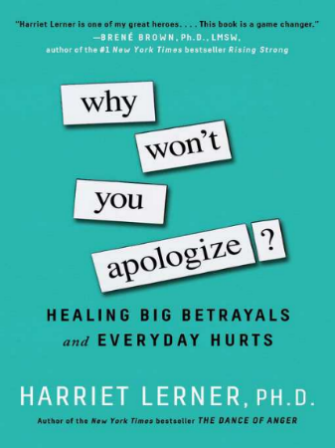 "Harriet Lerner is one of my great heroes. . . . This book is a game changer."
—BRENÉ BROWN, Ph.D., LMSW,
author of the #1 New York Times bestseller Rising Strong
why
won't
you
apologize ?
HEALING BIG BETRAYALS
and EVERYDAY HURTS
HARRIET LERNER, PH.D.
Author of the New York Times bestseller THE DANCE OF ANGER